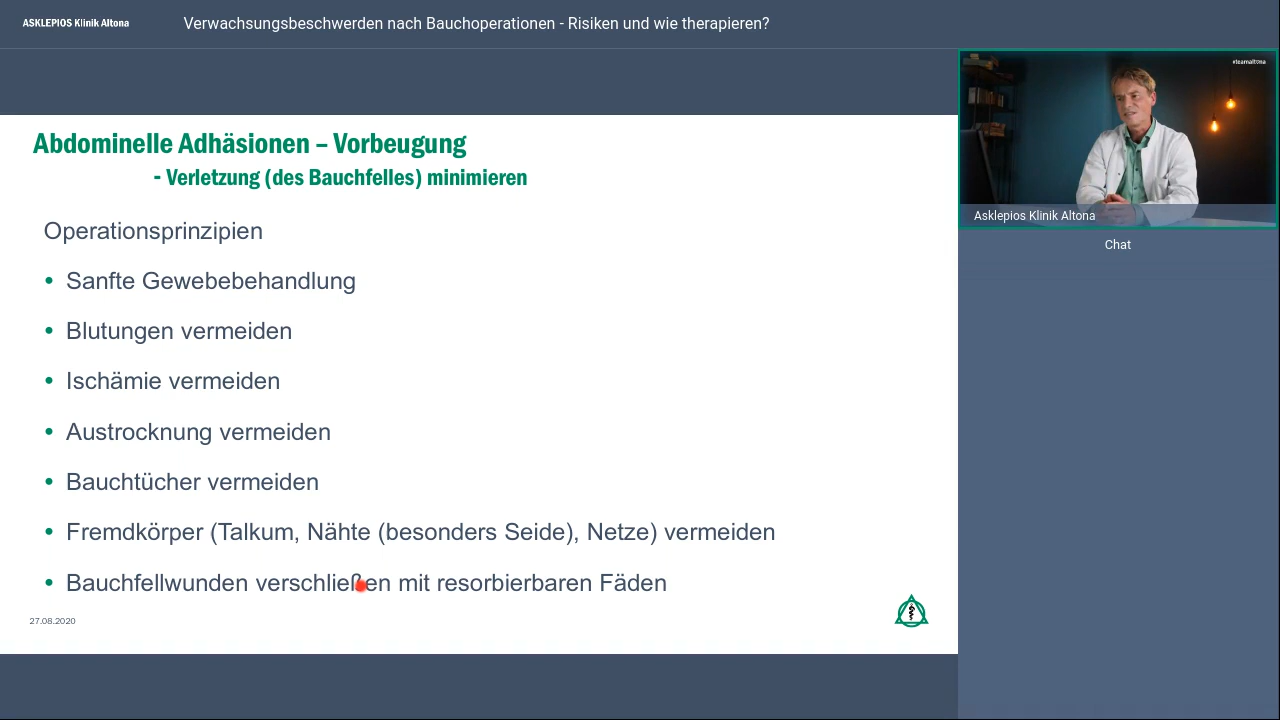 ASKLEPIOS Klinik Altona
Verwachsungsbeschwerden nach Bauchoperationen - Risiken und wie therapieren?
#teamaltona
Abdominelle Adhäsionen – Vorbeugung
- Verletzung (des Bauchfelles) minimieren
Operationsprinzipien
• Sanfte Gewebebehandlung
• Blutungen vermeiden
• Ischämie vermeiden
• Austrocknung vermeiden
• Bauchtücher vermeiden
• Fremdkörper (Talkum, Nähte (besonders Seide), Netze) vermeiden
• Bauchfellwunden verschließen mit resorbierbaren Fäden
27.08.2020
Asklepios Klinik Altona
Chat